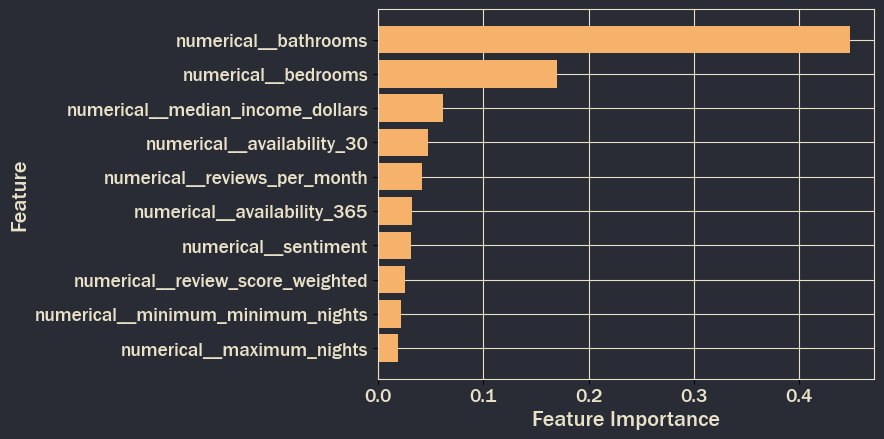 numerical__bathrooms
numerical__bedrooms
numerical__median_income_dollars
numerical__availability_30
numerical__reviews_per_month
numerical__availability_365
numerical__sentiment
numerical__review_score_weighted
numerical__minimum_minimum_nights
numerical__maximum_nights
Feature
0.0 0.1 0.2 0.3 0.4
Feature Importance